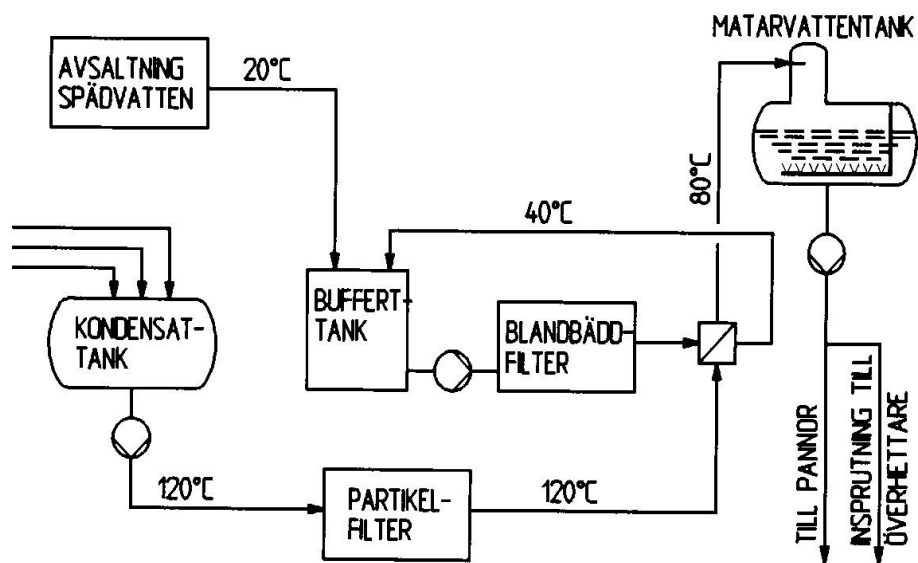 MATARVATTENTANK
AVSALTNING
SPÄDVATTEN
20°C
80°C
40°C
KONDENSAT-
TANK
BUFFERT-
TANK
BLANDBÄDD-
FILTER
120°C
PARTIKEL-
FILTER
120°C
TILL PANNOR
INSPRUTNING TILL
ÖVERHETTARE